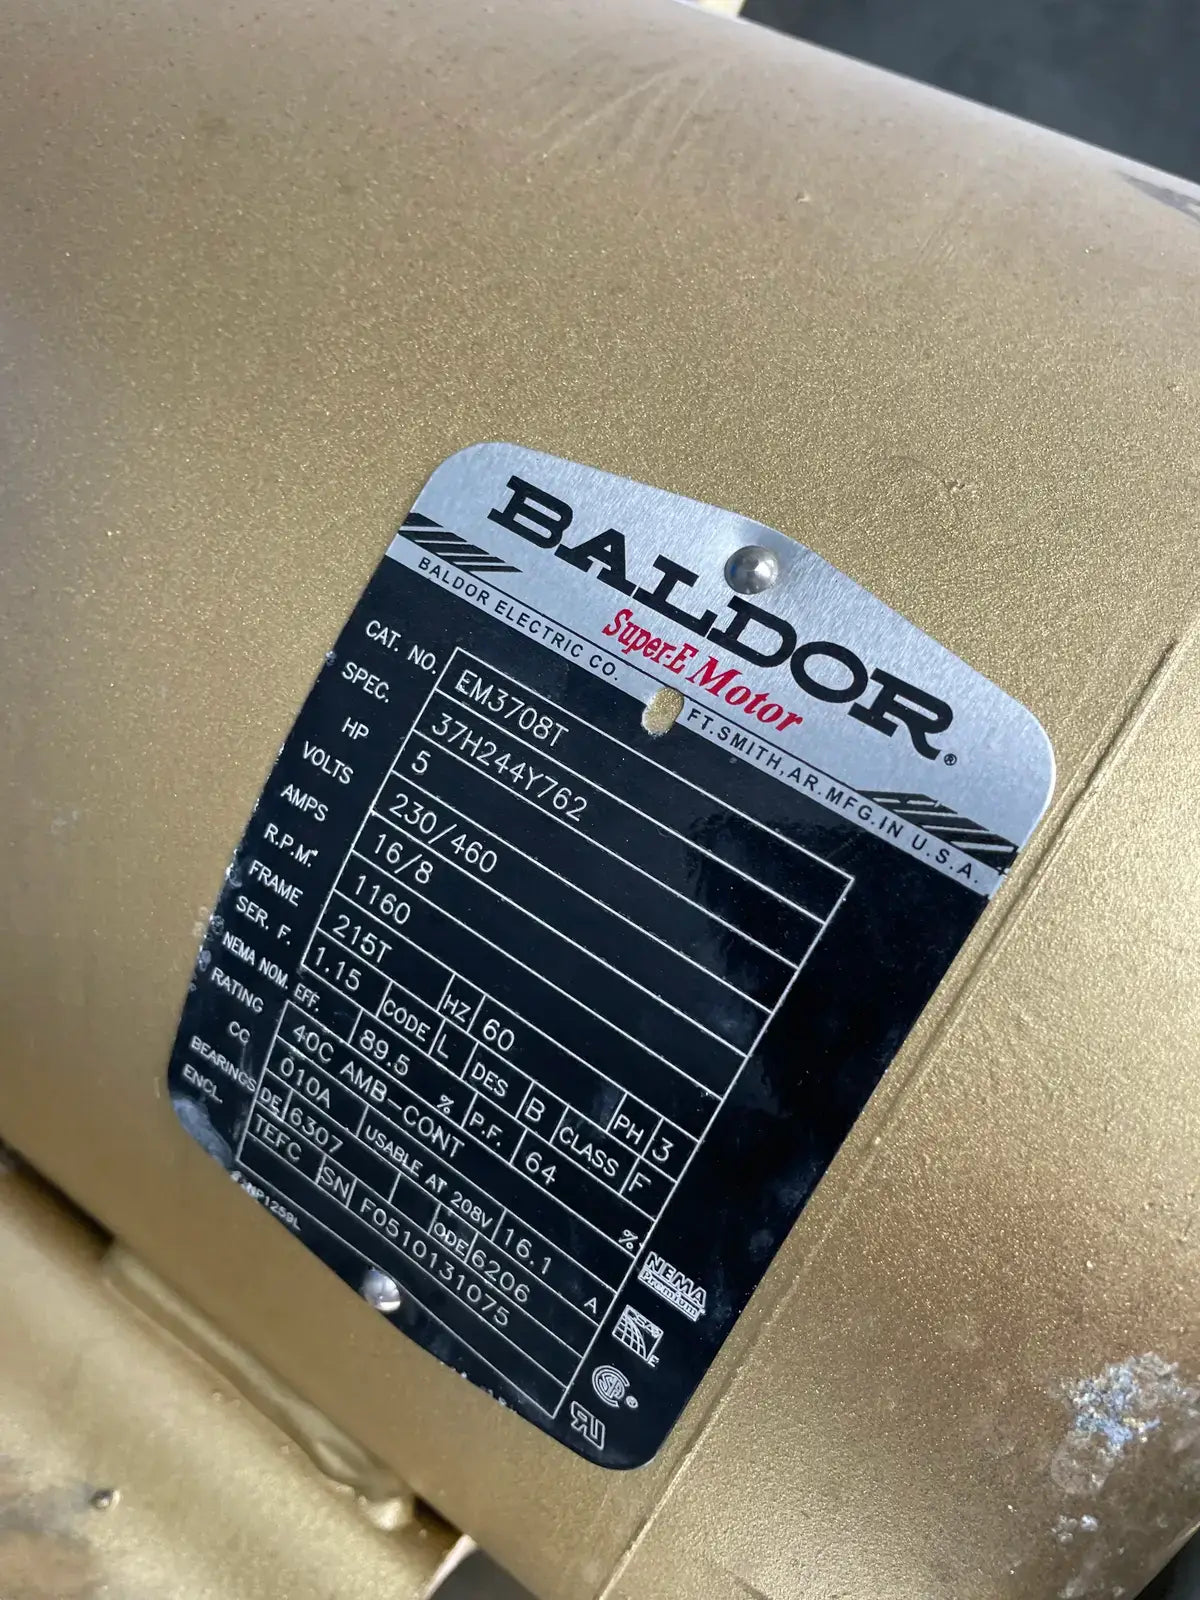 BALDOR®
Super-E Motor
BALDOR ELECTRIC CO. FT. SMITH, AR. MFG. IN U.S.A.
CAT. NO. EM3708T
SPEC. 37H244Y762
HP 5
VOLTS 230/460
AMPS 16/8
R.P.M. 1160
FRAME 215T HZ 60 PH 3
SER. F. 1.15 CODE L DES B CLASS F
NEMA NOM. EFF. 89.5 % P.F. 64 %
RATING 40C AMB-CONT
CC 010A USABLE AT 208V 16.1 A
BEARINGS DE 6307 ODE 6206
ENCL TEFC SN F0510131075
NP1259L
NEMA
Premium